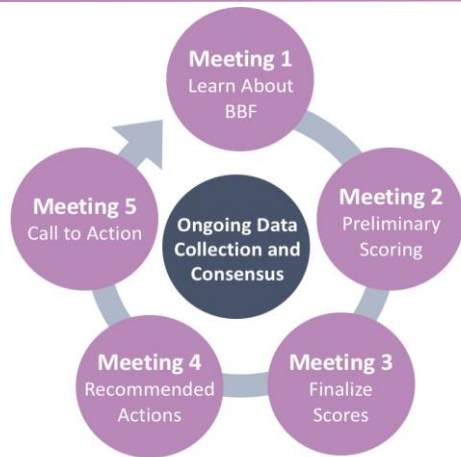 Meeting 1
Learn About
BBF
Meeting 2
Preliminary
Scoring
Meeting 3
Finalize
Scores
Meeting 4
Recommended
Actions
Meeting 5
Call to Action
Ongoing Data
Collection and
Consensus